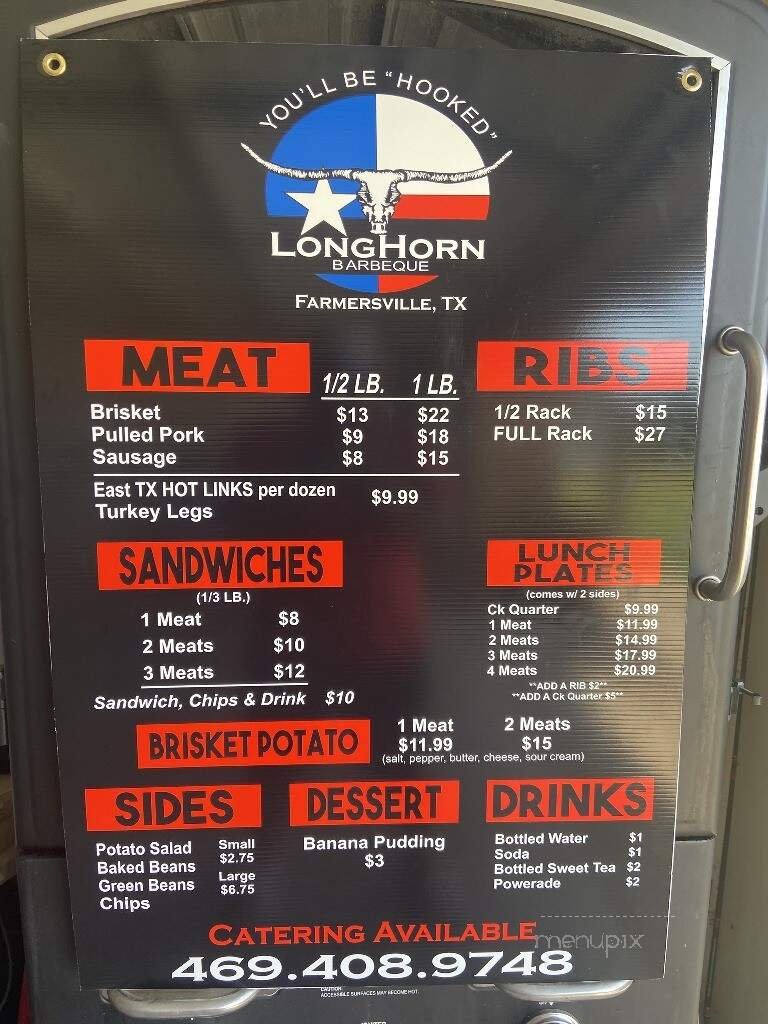 YOU'LL BE "HOOKED"
LONGHORN
BARBEQUE
FARMERSVILLE, TX
MEAT
1/2 LB. 1 LB.
Brisket $13 $22
Pulled Pork $9 $18
Sausage $8 $15
East TX HOT LINKS per dozen $9.99
Turkey Legs
RIBS
1/2 Rack $15
FULL Rack $27
SANDWICHES
(1/3 LB.)
1 Meat $8
2 Meats $10
3 Meats $12
Sandwich, Chips & Drink $10
LUNCH
PLATES
(comes w/ 2 sides)
Ck Quarter $9.99
1 Meat $11.99
2 Meats $14.99
3 Meats $17.99
4 Meats $20.99
**ADD A RIB $2**
**ADD A Ck Quarter $5**
BRISKET POTATO
1 Meat 2 Meats
$11.99 $15
(salt, pepper, butter, cheese, sour cream)
SIDES
Potato Salad
Baked Beans
Green Beans
Chips
Small
$2.75
Large
$6.75
DESSERT
Banana Pudding
$3
DRINKS
Bottled Water $1
Soda $1
Bottled Sweet Tea $2
Powerade $2
CATERING AVAILABLE
menupix
469.408.9748
CAUTION:
ACCESSIBLE SURFACES MAY BECOME HOT.